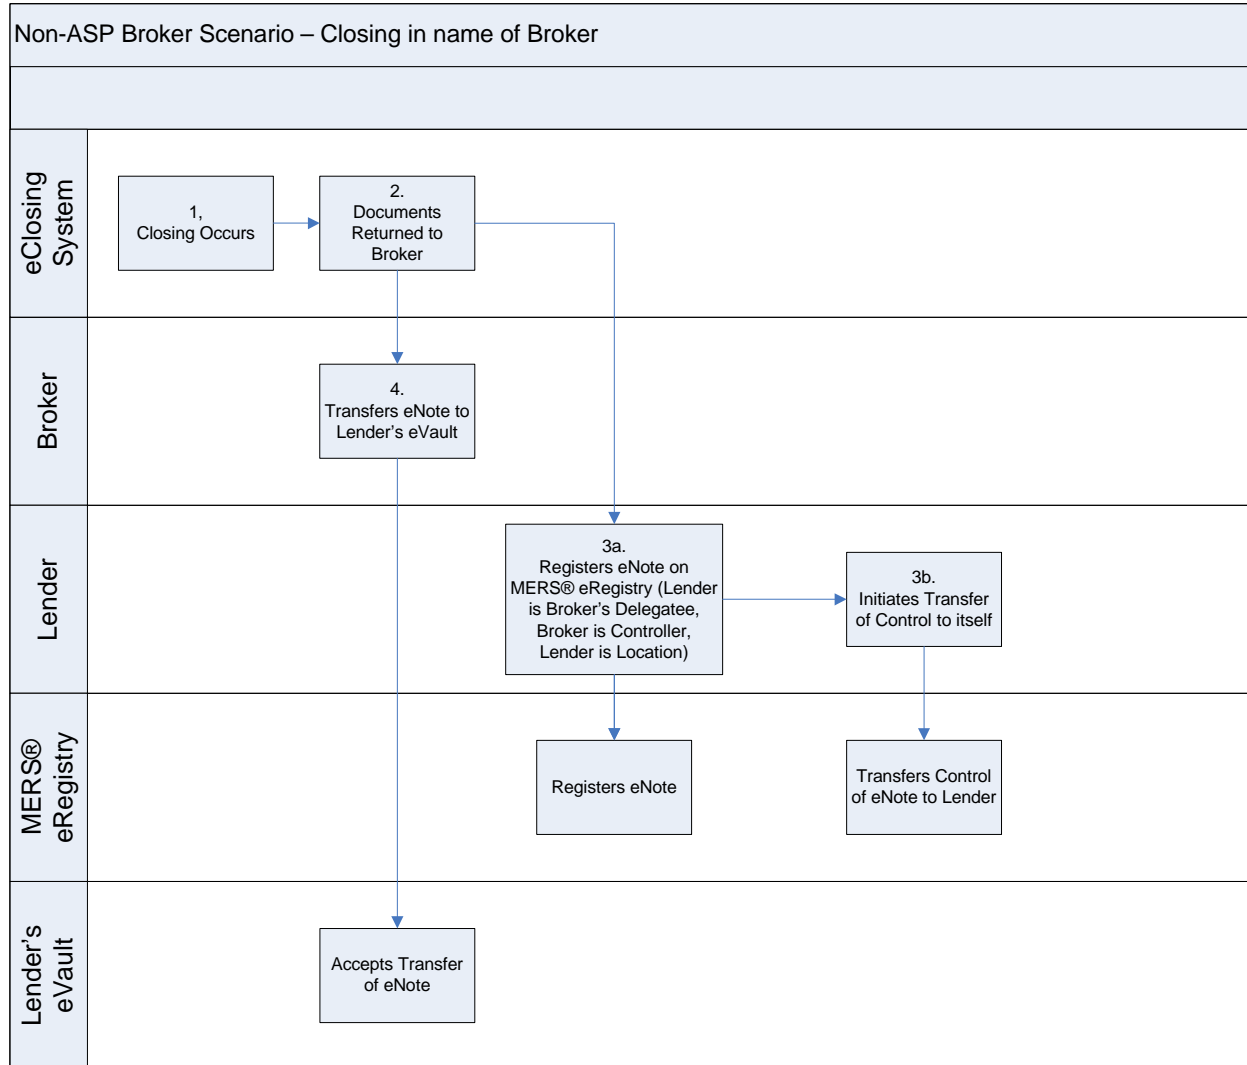 Non-ASP Broker Scenario – Closing in name of Broker
eClosing
System
1,
Closing Occurs
2.
Documents
Returned to
Broker
Broker
4.
Transfers eNote to
Lender’s eVault
Lender
3a.
Registers eNote on
MERS® eRegistry (Lender
is Broker’s Delegatee,
Broker is Controller,
Lender is Location)
3b.
Initiates Transfer
of Control to itself
MERS®
eRegistry
Registers eNote
Transfers Control
of eNote to Lender
Lender’s
eVault
Accepts Transfer
of eNote